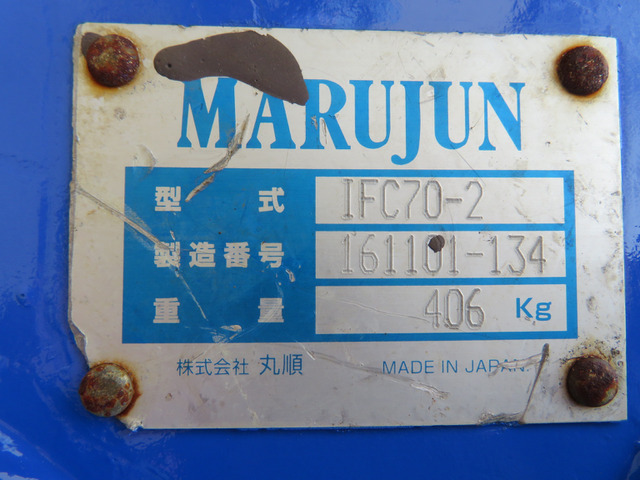 MARUJUN
型式 IFC70-2
製造番号 161101-134
重量 406 Kg
株式会社 丸順 MADE IN JAPAN.